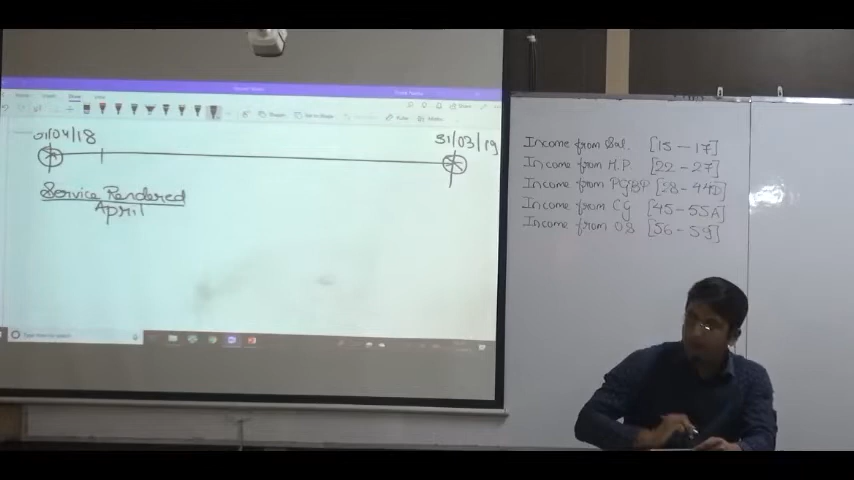 01/04/18
31/03/19
Service Rendered
April
Income from Sal. [15 - 17]
Income from H.P. [22 - 27]
Income from PGBP [28 - 44D]
Income from CG [45 - 55A]
Income from OS [56 - 59]